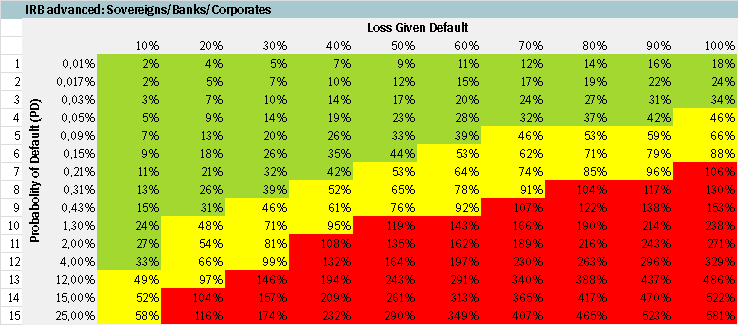 IRB advanced: Sovereigns/Banks/Corporates
Loss Given Default
10% 20% 30% 40% 50% 60% 70% 80% 90% 100%
Probabolity of Default (PD)
1 0,01% 2% 4% 5% 7% 9% 11% 12% 14% 16% 18%
2 0,017% 2% 5% 7% 10% 12% 15% 17% 19% 22% 24%
3 0,03% 3% 7% 10% 14% 17% 20% 24% 27% 31% 34%
4 0,05% 5% 9% 14% 19% 23% 28% 32% 37% 42% 46%
5 0,09% 7% 13% 20% 26% 33% 39% 46% 53% 59% 66%
6 0,15% 9% 18% 26% 35% 44% 53% 62% 71% 79% 88%
7 0,21% 11% 21% 32% 42% 53% 64% 74% 85% 96% 106%
8 0,31% 13% 26% 39% 52% 65% 78% 91% 104% 117% 130%
9 0,43% 15% 31% 46% 61% 76% 92% 107% 122% 138% 153%
10 1,30% 24% 48% 71% 95% 119% 143% 166% 190% 214% 238%
11 2,00% 27% 54% 81% 108% 135% 162% 189% 216% 243% 271%
12 4,00% 33% 66% 99% 132% 164% 197% 230% 263% 296% 329%
13 12,00% 49% 97% 146% 194% 243% 291% 340% 388% 437% 486%
14 15,00% 52% 104% 157% 209% 261% 313% 365% 417% 470% 522%
15 25,00% 58% 116% 174% 232% 290% 349% 407% 465% 523% 581%